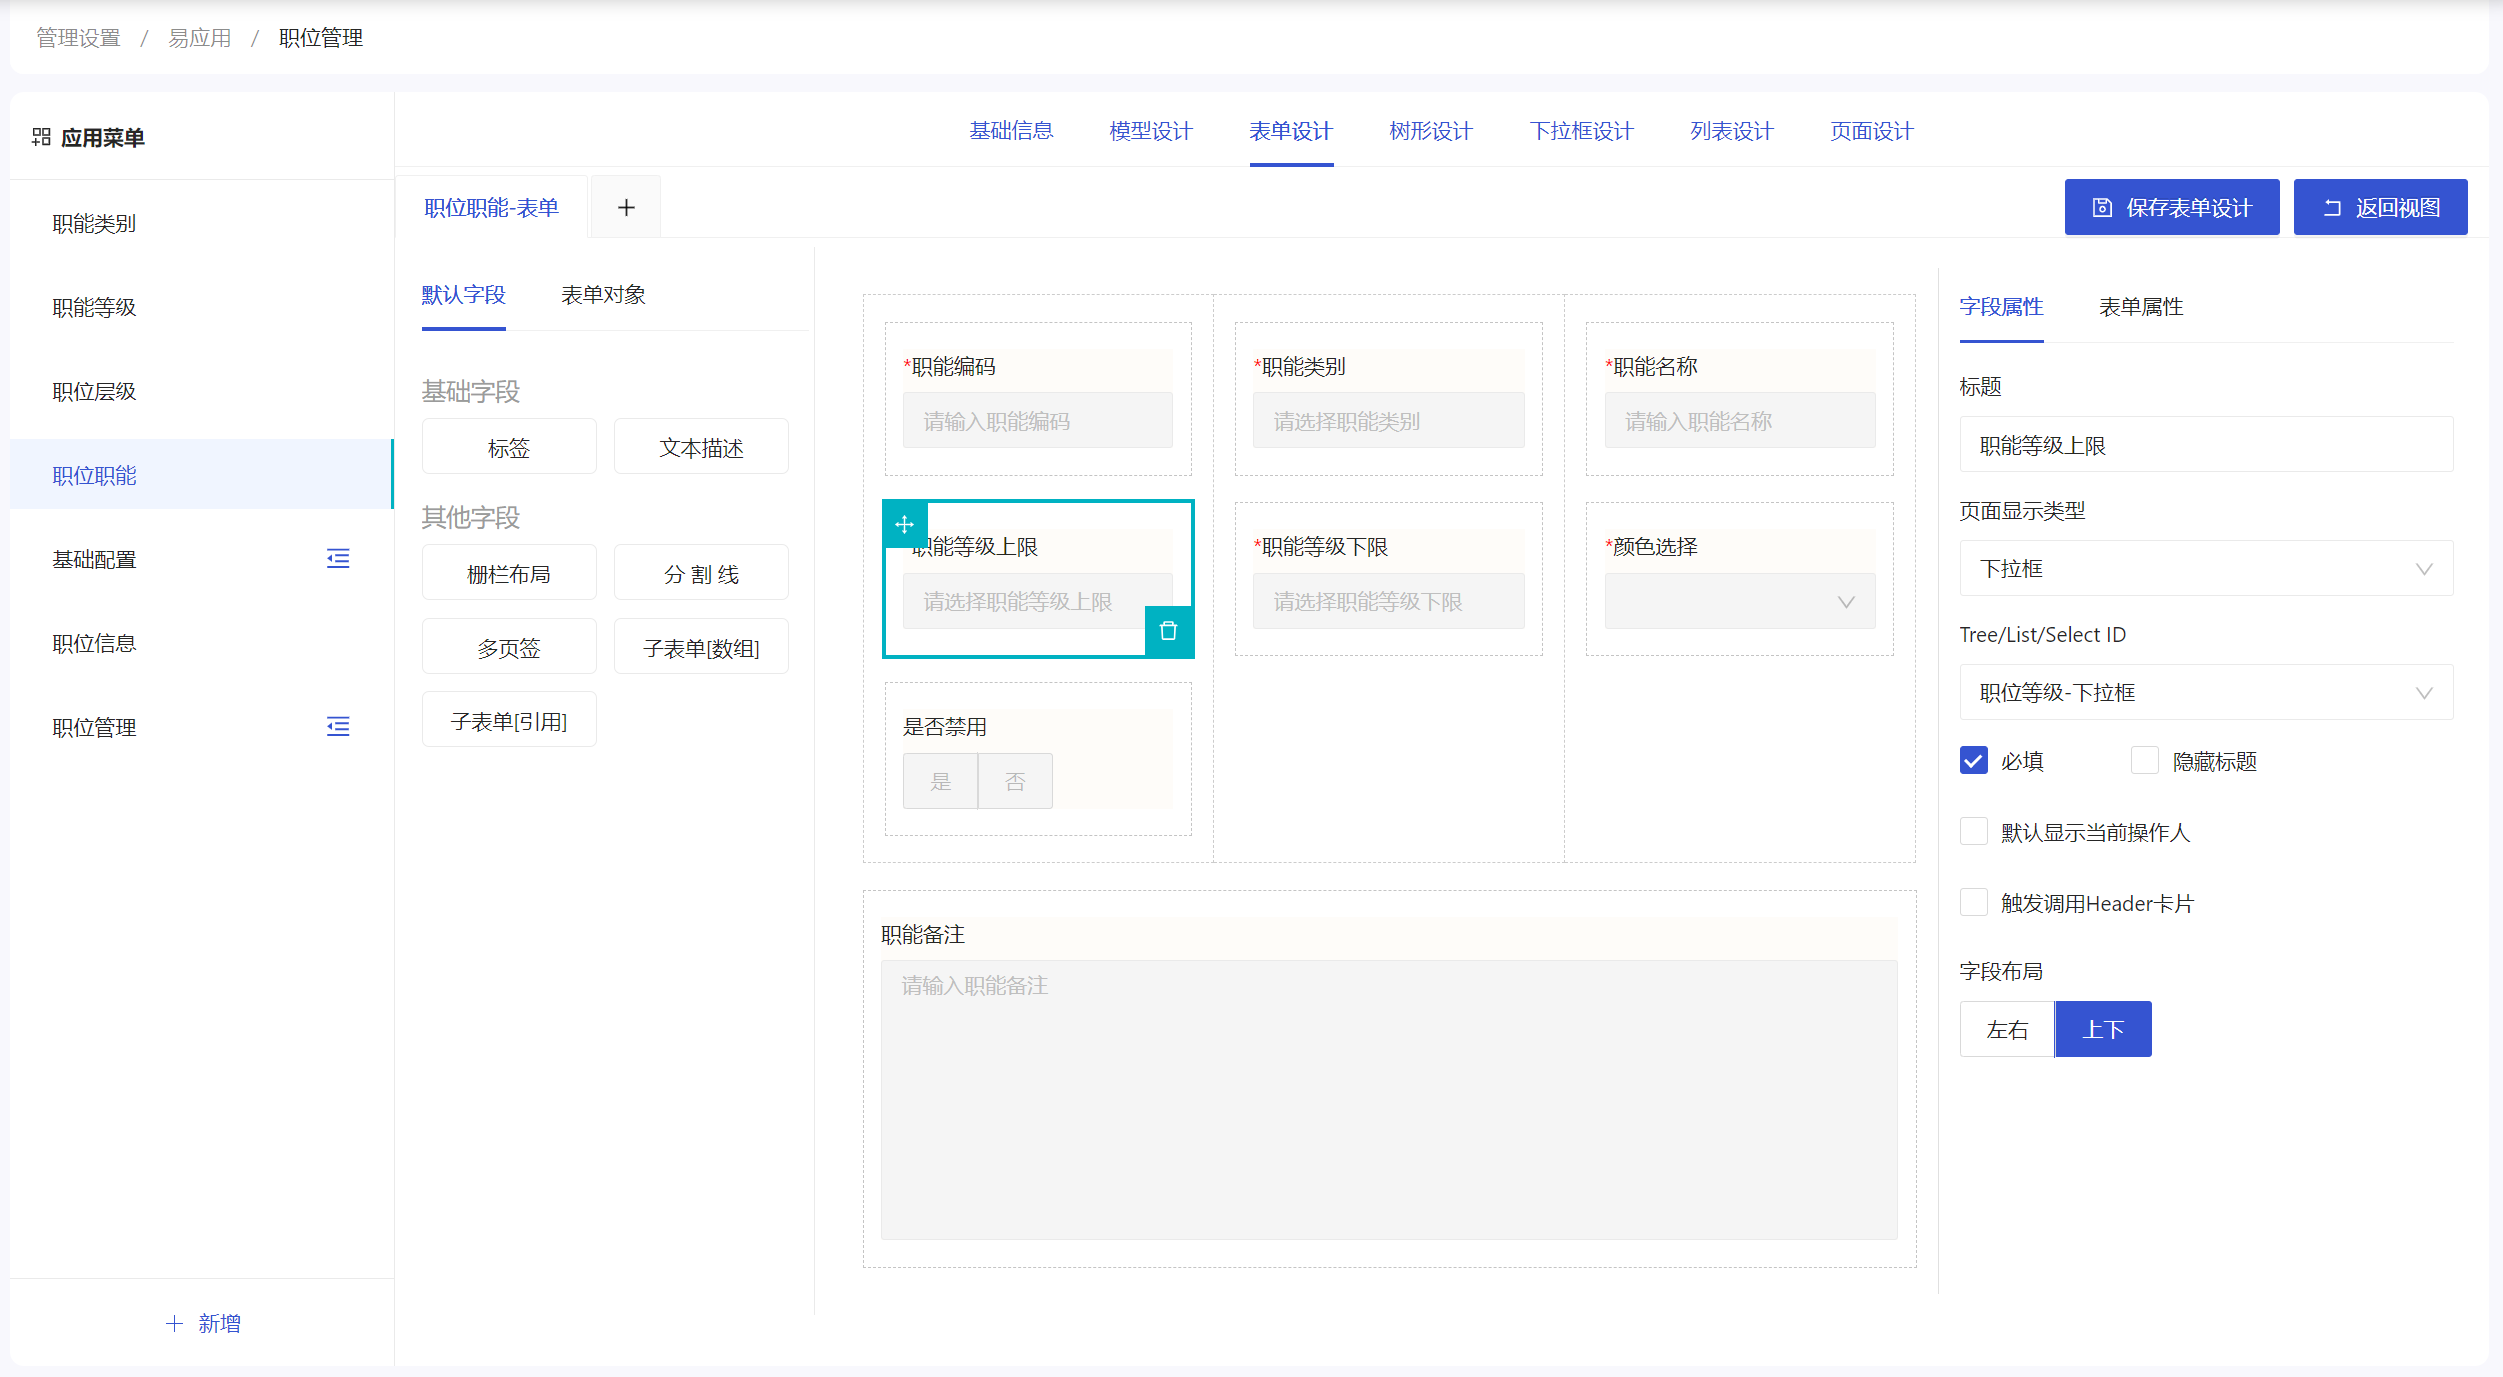 管理设置 / 易应用 / 职位管理
应用菜单
职能类别
职能等级
职位层级
职位职能
基础配置
职位信息
职位管理
+ 新增
基础信息 模型设计 表单设计 树形设计 下拉框设计 列表设计 页面设计
职位职能-表单 +
保存表单设计 返回视图
默认字段 表单对象
基础字段
标签 文本描述
其他字段
栅栏布局 分 割 线
多页签 子表单[数组]
子表单[引用]
*职能编码 *职能类别 *职能名称
请输入职能编码 请选择职能类别 请输入职能名称
职能等级上限 *职能等级下限 *颜色选择
请选择职能等级上限 请选择职能等级下限
是否禁用
是 否
职能备注
请输入职能备注
字段属性 表单属性
标题
职能等级上限
页面显示类型
下拉框
Tree/List/Select ID
职位等级-下拉框
必填 隐藏标题
默认显示当前操作人
触发调用Header卡片
字段布局
左右 上下